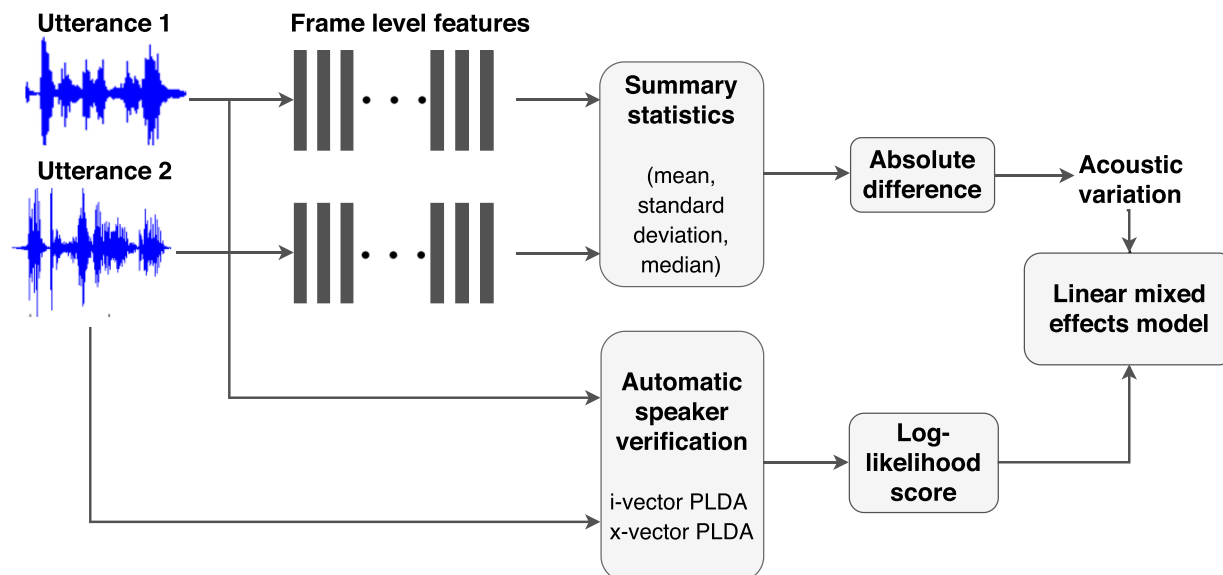 Utterance 1
Frame level features
Utterance 2
Summary
statistics
(mean,
standard
deviation,
median)
Absolute
difference
Acoustic
variation
Linear mixed
effects model
Automatic
speaker
verification
i-vector PLDA
x-vector PLDA
Log-
likelihood
score